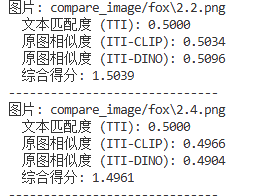 图片: compare_image/fox\2.2.png
文本匹配度 (TTI): 0.5000
原图相似度 (ITI-CLIP): 0.5034
原图相似度 (ITI-DINO): 0.5096
综合得分: 1.5039
------------------------------
图片: compare_image/fox\2.4.png
文本匹配度 (TTI): 0.5000
原图相似度 (ITI-CLIP): 0.4966
原图相似度 (ITI-DINO): 0.4904
综合得分: 1.4961
------------------------------